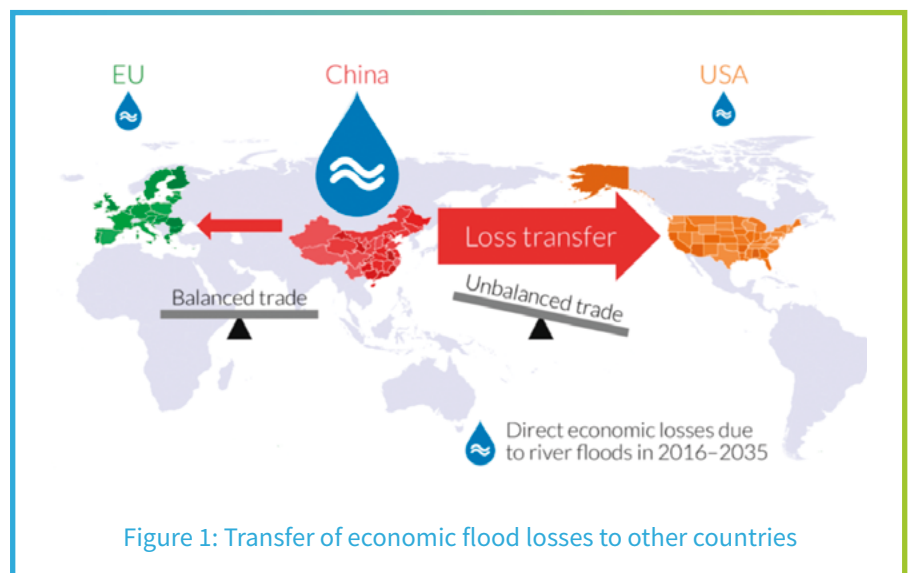 EU
China
USA
Loss transfer
Balanced trade
Unbalanced trade
Direct economic losses due
to river floods in 2016–2035
Figure 1: Transfer of economic flood losses to other countries